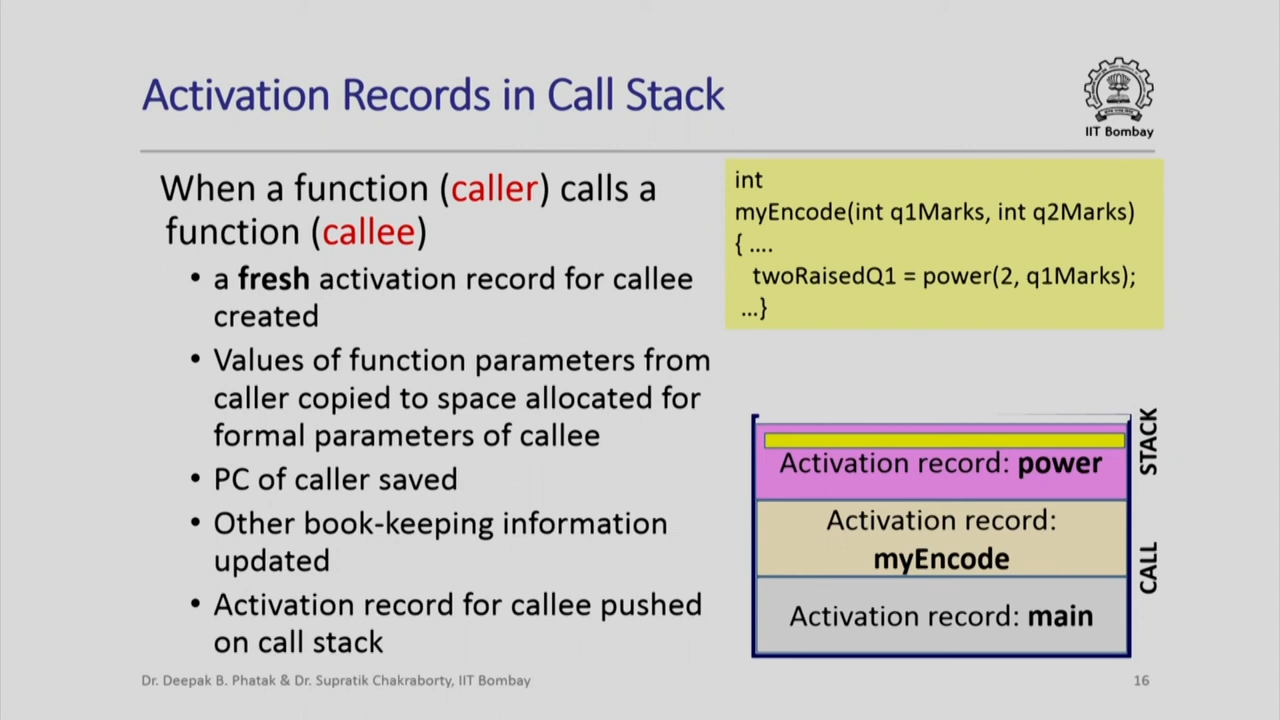 Activation Records in Call Stack
IIT Bombay
When a function (caller) calls a
function (callee)
• a fresh activation record for callee
created
• Values of function parameters from
caller copied to space allocated for
formal parameters of callee
• PC of caller saved
• Other book-keeping information
updated
• Activation record for callee pushed
on call stack
int
myEncode(int q1Marks, int q2Marks)
{ ....
twoRaisedQ1 = power(2, q1Marks);
...}
Activation record: power
Activation record:
myEncode
Activation record: main
CALL STACK
Dr. Deepak B. Phatak & Dr. Supratik Chakraborty, IIT Bombay
16